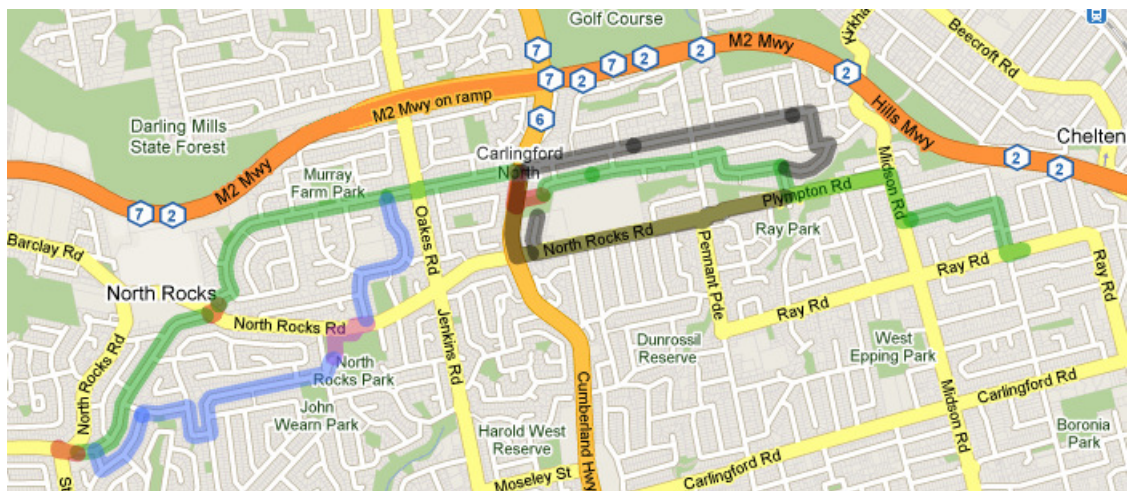 Golf Course
7
M2 Mwy
Arkha
Beecroft Rd
7
2
7
2
2
2
M2 Mwy on ramp
6
Hills Mwy
Darling Mills
State Forest
Chelten
Carlingford
North
2
2
Murray
Farm Park
M2 Mwy
Midson Rd
Plympton Rd
7
2
Oakes Rd
Barclay Rd
North Rocks Rd
Ray Park
Pennant Pde
Ray Rd
Ray Rd
North Rocks
North Rocks Rd
Ray Rd
Jenkins Rd
Dunrossil
Reserve
West
Epping Park
North Rocks Rd
North
Rocks Park
Carlingford Rd
John
Wearn Park
Cumberland Hwy
Midson Rd
Harold West
Reserve
Boronia
Park
Carlingford Rd
Moseley St
St